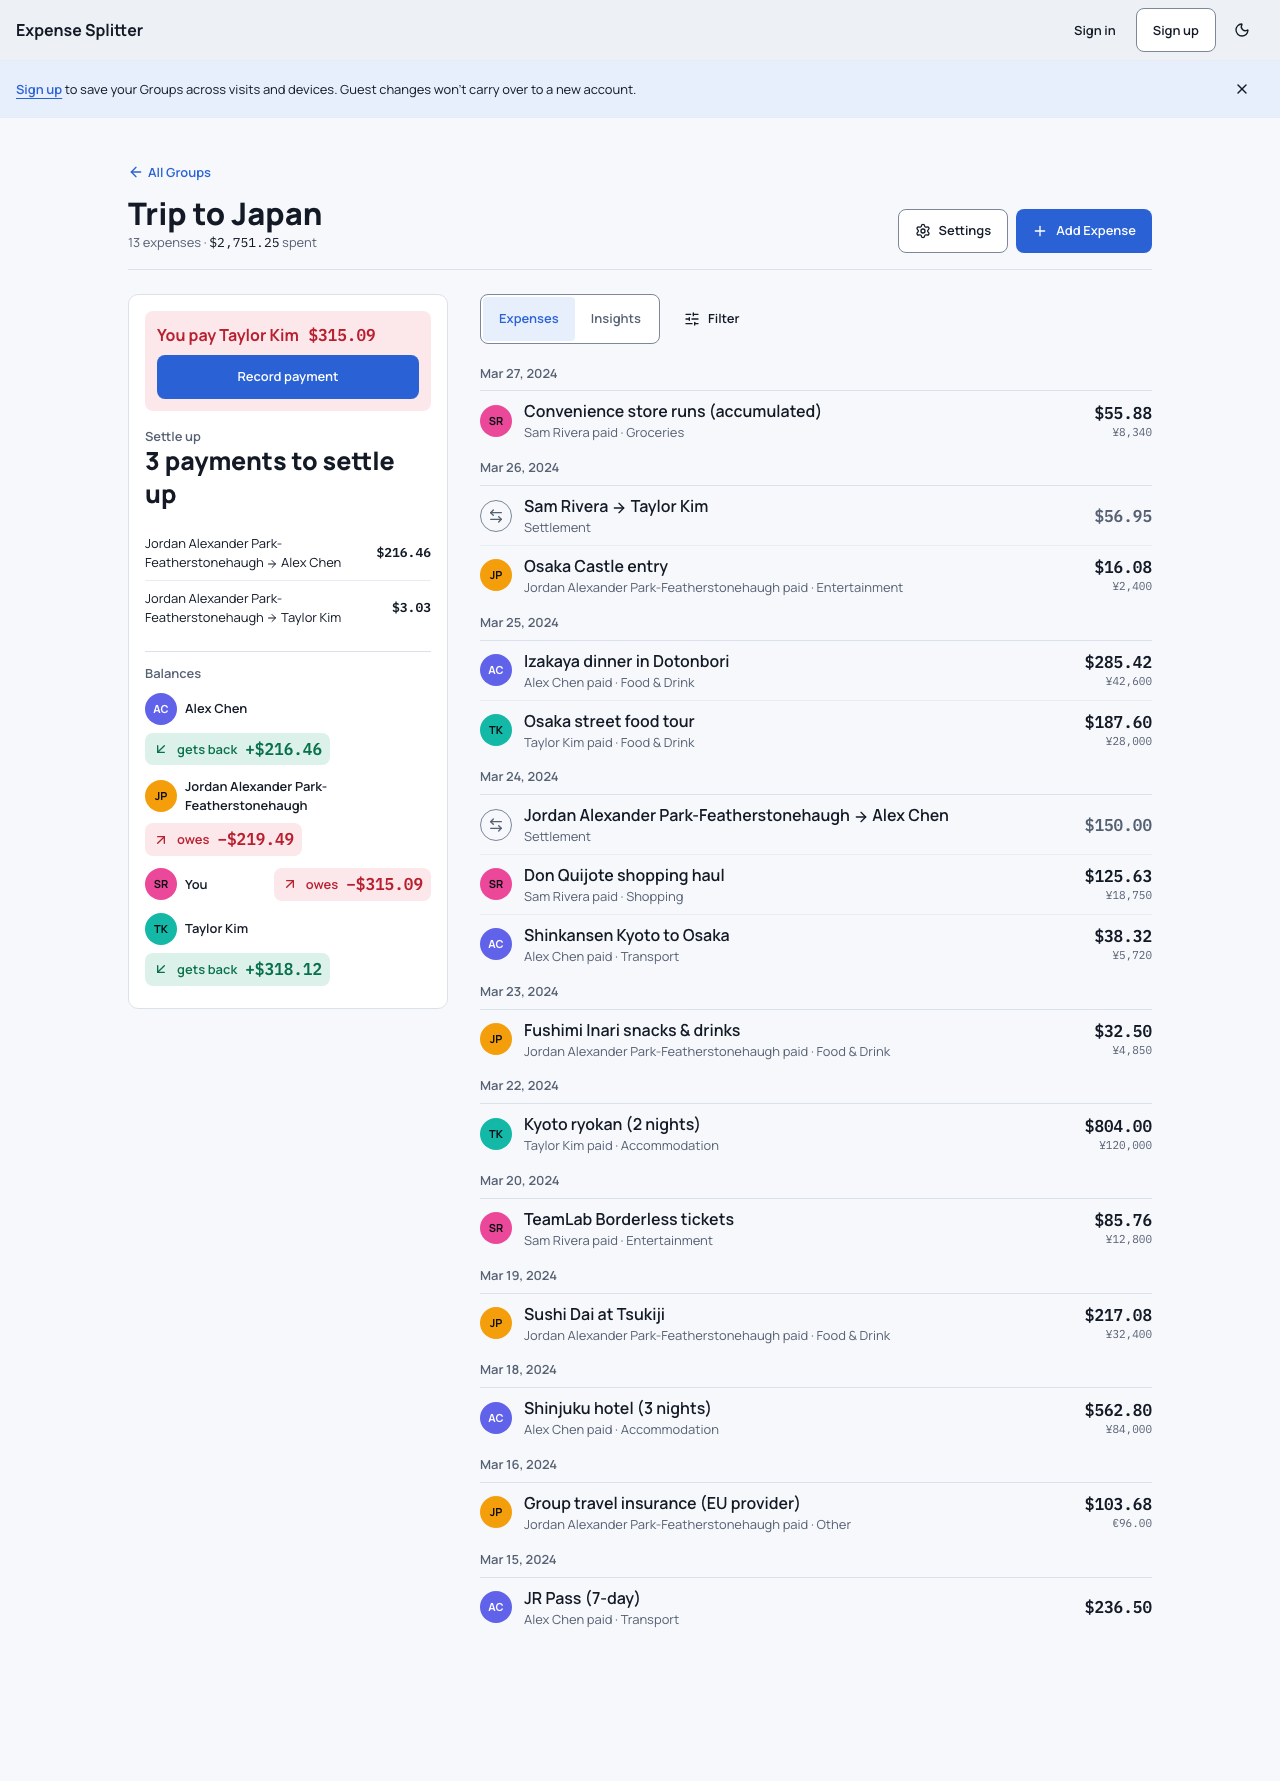 Expense Splitter
Sign in
Sign up
Sign up to save your Groups across visits and devices. Guest changes won't carry over to a new account.
All Groups
Trip to Japan
13 expenses · $2,751.25 spent
Settings
Add Expense
You pay Taylor Kim $315.09
Record payment
Settle up
3 payments to settle
up
Jordan Alexander Park-
Featherstonehaugh → Alex Chen
$216.46
Jordan Alexander Park-
Featherstonehaugh → Taylor Kim
$3.03
Balances
AC Alex Chen
gets back +$216.46
JP Jordan Alexander Park-
Featherstonehaugh
owes −$219.49
SR You owes −$315.09
TK Taylor Kim
gets back +$318.12
Expenses Insights Filter
Mar 27, 2024
SR Convenience store runs (accumulated) $55.88
Sam Rivera paid · Groceries ¥8,340
Mar 26, 2024
Sam Rivera → Taylor Kim
Settlement
$56.95
JP Osaka Castle entry $16.08
Jordan Alexander Park-Featherstonehaugh paid · Entertainment ¥2,400
Mar 25, 2024
AC Izakaya dinner in Dotonbori $285.42
Alex Chen paid · Food & Drink ¥42,600
TK Osaka street food tour $187.60
Taylor Kim paid · Food & Drink ¥28,000
Mar 24, 2024
Jordan Alexander Park-Featherstonehaugh → Alex Chen
Settlement
$150.00
SR Don Quijote shopping haul $125.63
Sam Rivera paid · Shopping ¥18,750
AC Shinkansen Kyoto to Osaka $38.32
Alex Chen paid · Transport ¥5,720
Mar 23, 2024
JP Fushimi Inari snacks & drinks $32.50
Jordan Alexander Park-Featherstonehaugh paid · Food & Drink ¥4,850
Mar 22, 2024
TK Kyoto ryokan (2 nights) $804.00
Taylor Kim paid · Accommodation ¥120,000
Mar 20, 2024
SR TeamLab Borderless tickets $85.76
Sam Rivera paid · Entertainment ¥12,800
Mar 19, 2024
JP Sushi Dai at Tsukiji $217.08
Jordan Alexander Park-Featherstonehaugh paid · Food & Drink ¥32,400
Mar 18, 2024
AC Shinjuku hotel (3 nights) $562.80
Alex Chen paid · Accommodation ¥84,000
Mar 16, 2024
JP Group travel insurance (EU provider) $103.68
Jordan Alexander Park-Featherstonehaugh paid · Other €96.00
Mar 15, 2024
AC JR Pass (7-day) $236.50
Alex Chen paid · Transport